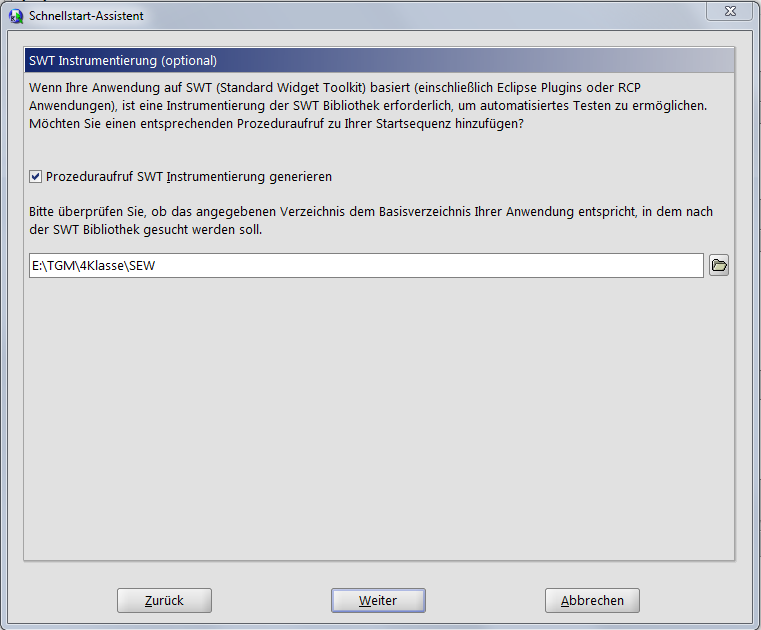 Schnellstart-Assistent
SWT Instrumentierung (optional)
Wenn Ihre Anwendung auf SWT (Standard Widget Toolkit) basiert (einschließlich Eclipse Plugins oder RCP
Anwendungen), ist eine Instrumentierung der SWT Bibliothek erforderlich, um automatisiertes Testen zu ermöglichen.
Möchten Sie einen entsprechenden Prozeduraufruf zu Ihrer Startsequenz hinzufügen?
Prozeduraufruf SWT Instrumentierung generieren
Bitte überprüfen Sie, ob das angegebenen Verzeichnis dem Basisverzeichnis Ihrer Anwendung entspricht, in dem nach
der SWT Bibliothek gesucht werden soll.
E:\TGM\4Klasse\SEW
Zurück Weiter Abbrechen